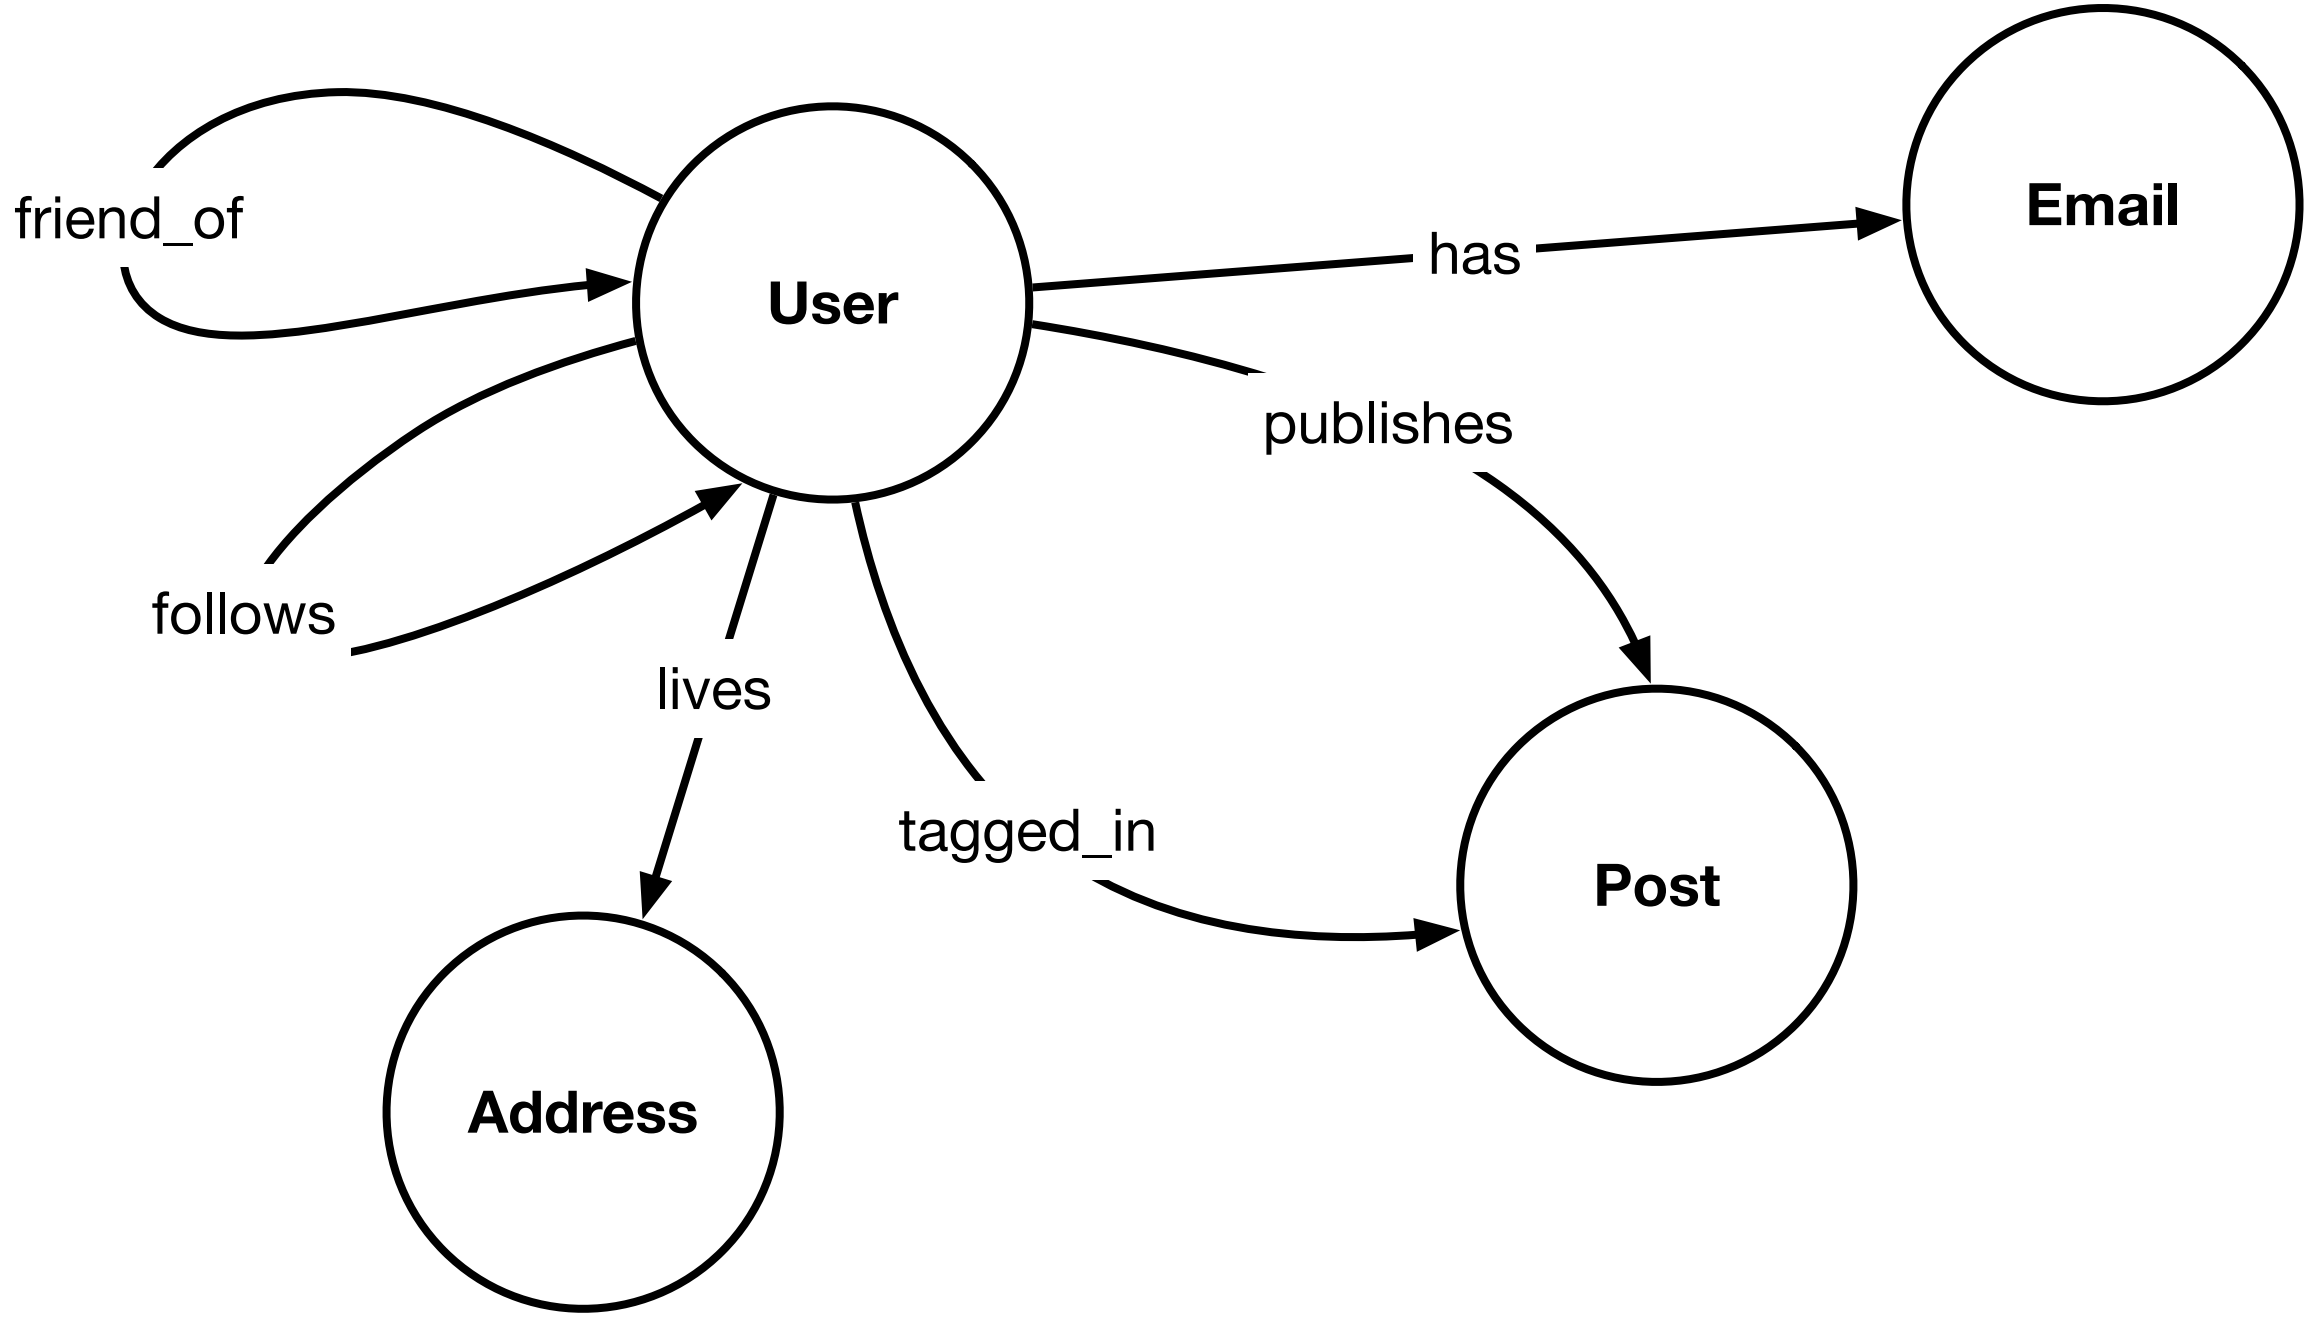 Email
friend_of
has
User
publishes
follows
lives
tagged_in
Post
Address